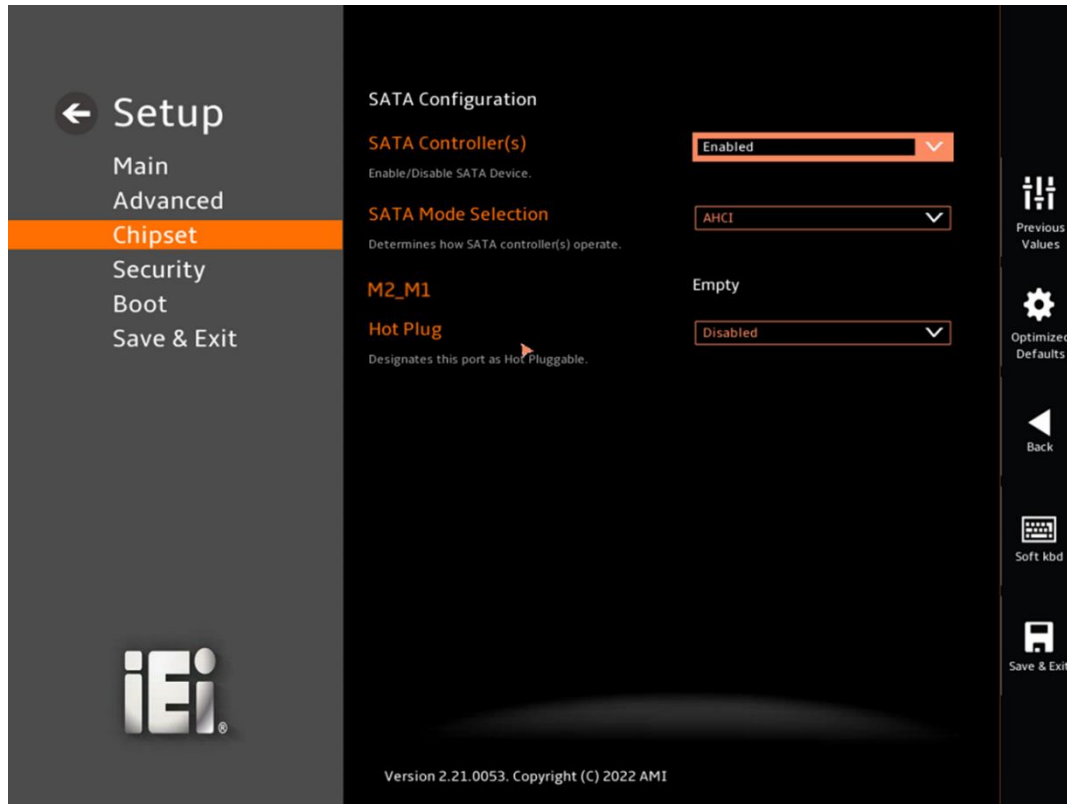 Setup
Main
Advanced
Chipset
Security
Boot
Save & Exit
iEi®
SATA Configuration
SATA Controller(s)
Enabled
Enable/Disable SATA Device.
SATA Mode Selection
AHCI
Determines how SATA controller(s) operate.
M2_M1
Empty
Hot Plug
Disabled
Designates this port as Hot Pluggable.
Version 2.21.0053. Copyright (C) 2022 AMI
Previous
Values
Optimized
Defaults
Back
Soft kbd
Save & Exit